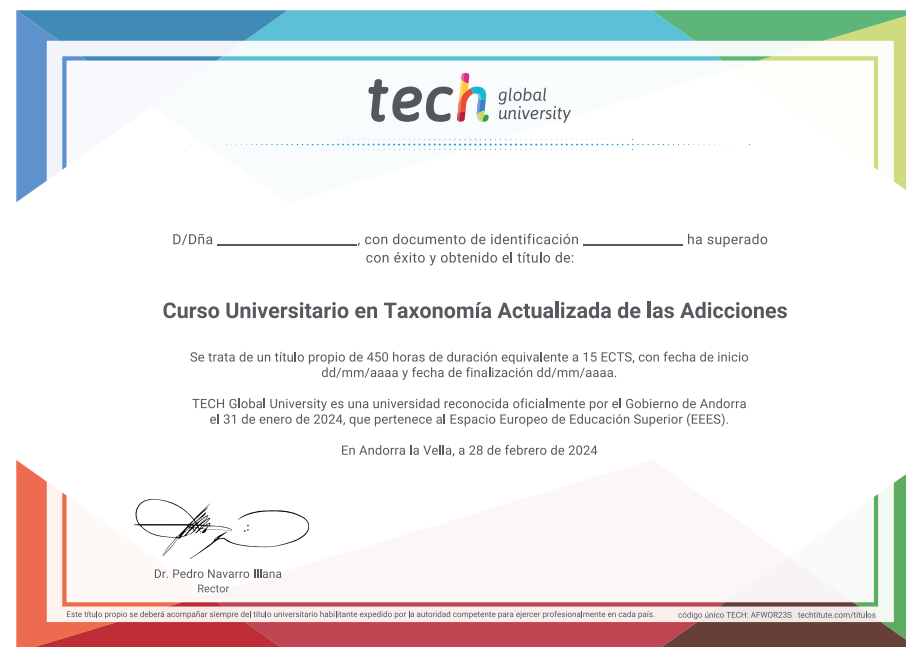 tech global university
D/Dña ____________________, con documento de identificación ______________ ha superado
con éxito y obtenido el título de:
Curso Universitario en Taxonomía Actualizada de las Adicciones
Se trata de un título propio de 450 horas de duración equivalente a 15 ECTS, con fecha de inicio
dd/mm/aaaa y fecha de finalización dd/mm/aaaa.
TECH Global University es una universidad reconocida oficialmente por el Gobierno de Andorra
el 31 de enero de 2024, que pertenece al Espacio Europeo de Educación Superior (EEES).
En Andorra la Vella, a 28 de febrero de 2024
Dr. Pedro Navarro Illana
Rector
Este título propio se deberá acompañar siempre del título universitario habilitante expedido por la autoridad competente para ejercer profesionalmente en cada país. código único TECH: AFWOR23S techtitute.com/titulos